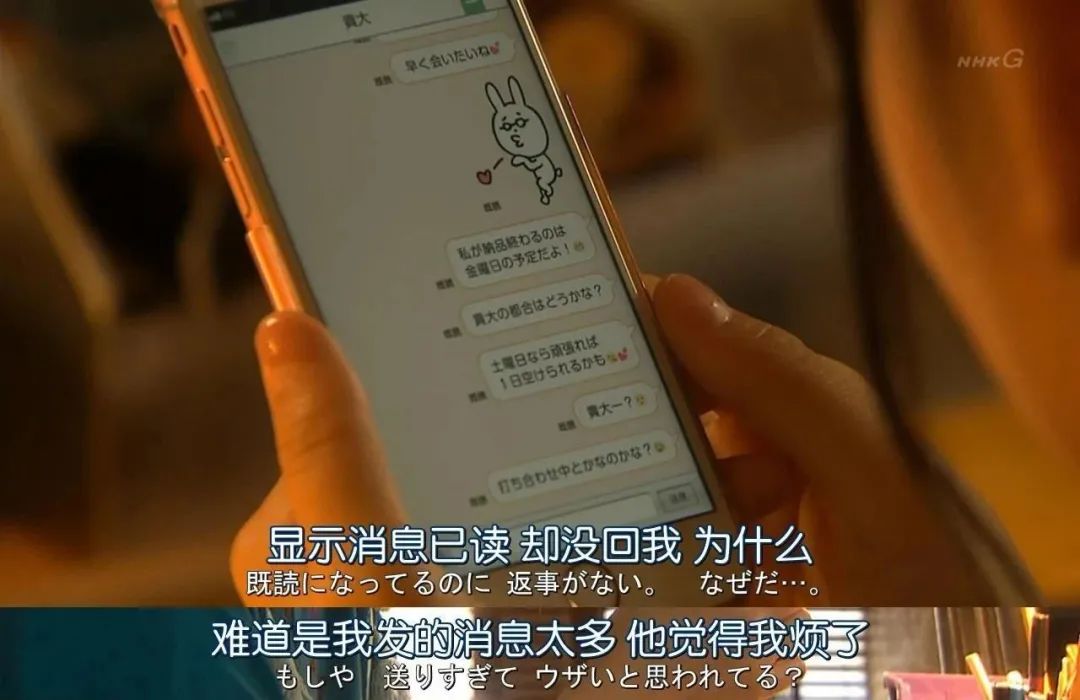 貴大
NHK G
早く会いたいね💕
既読
既読
私が納品終わるのは
金曜日の予定だよ!
既読
貴大の都合はどうかな?
既読
土曜日なら頑張れば
1日空けられるかも💕
既読
貴大ー?
既読
打ち合わせ中とかなのかな?
既読
显示消息已读 却没回我 为什么
既読になってるのに 返事がない。 なぜだ…。
难道是我发的消息太多 他觉得我烦了
もしや 送りすぎて ウザいと思われてる?